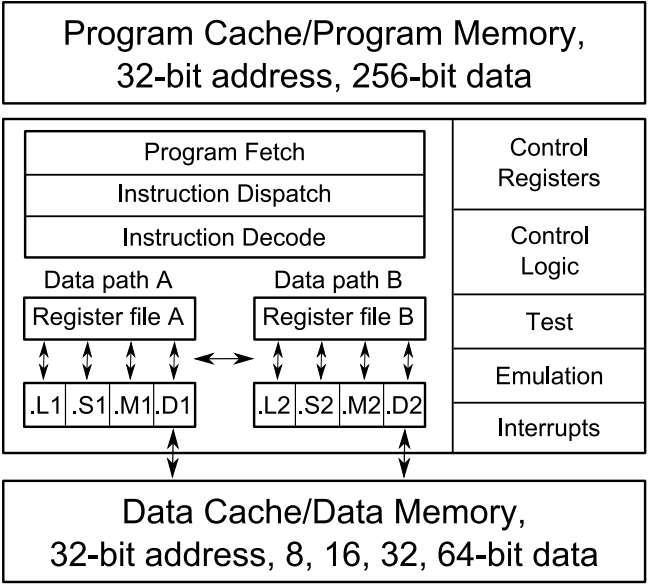 Program Cache/Program Memory,
32-bit address, 256-bit data
Program Fetch
Instruction Dispatch
Instruction Decode
Data path A
Data path B
Register file A
Register file B
.L1 .S1 .M1 .D1
.L2 .S2 .M2 .D2
Control
Registers
Control
Logic
Test
Emulation
Interrupts
Data Cache/Data Memory,
32-bit address, 8, 16, 32, 64-bit data